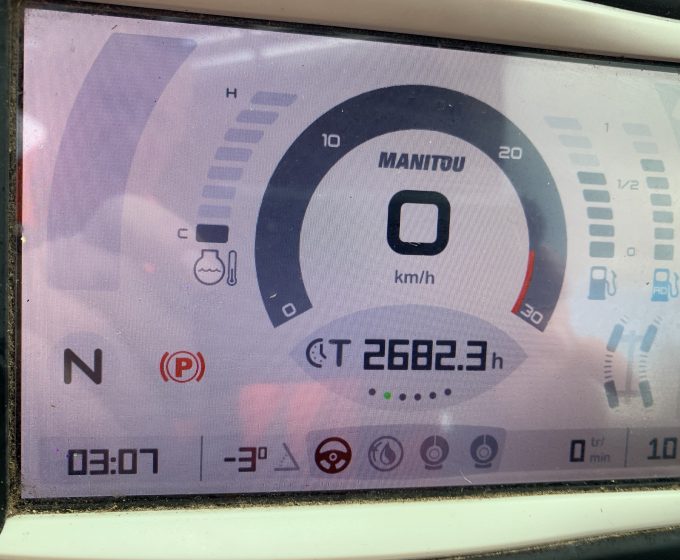 H
10
20
MANITOU
1
1/2
0
C
0
km/h
0
30
T 2682.3 h
N
P
AD
03:07
-3°
0 tr/min
10